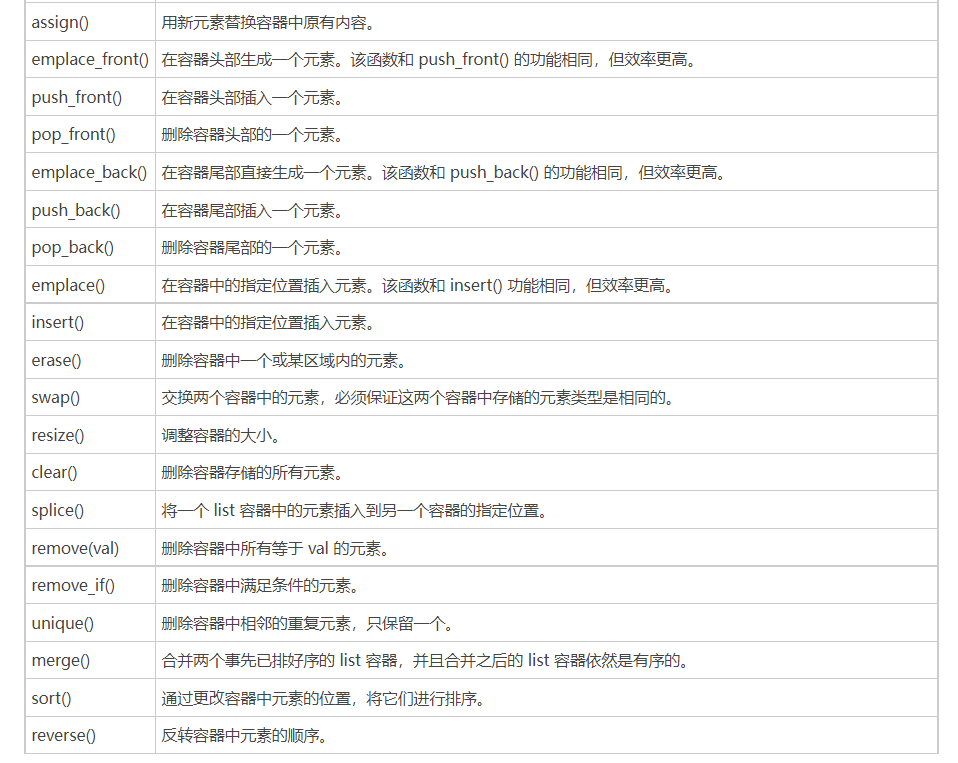 assign() 用新元素替换容器中原有内容。
emplace_front() 在容器头部生成一个元素。该函数和 push_front() 的功能相同，但效率更高。
push_front() 在容器头部插入一个元素。
pop_front() 删除容器头部的一个元素。
emplace_back() 在容器尾部直接生成一个元素。该函数和 push_back() 的功能相同，但效率更高。
push_back() 在容器尾部插入一个元素。
pop_back() 删除容器尾部的一个元素。
emplace() 在容器中的指定位置插入元素。该函数和 insert() 功能相同，但效率更高。
insert() 在容器中的指定位置插入元素。
erase() 删除容器中一个或某区域内的元素。
swap() 交换两个容器中的元素，必须保证这两个容器中存储的元素类型是相同的。
resize() 调整容器的大小。
clear() 删除容器存储的所有元素。
splice() 将一个 list 容器中的元素插入到另一个容器的指定位置。
remove(val) 删除容器中所有等于 val 的元素。
remove_if() 删除容器中满足条件的元素。
unique() 删除容器中相邻的重复元素，只保留一个。
merge() 合并两个事先已排好序的 list 容器，并且合并之后的 list 容器依然是有序的。
sort() 通过更改容器中元素的位置，将它们进行排序。
reverse() 反转容器中元素的顺序。